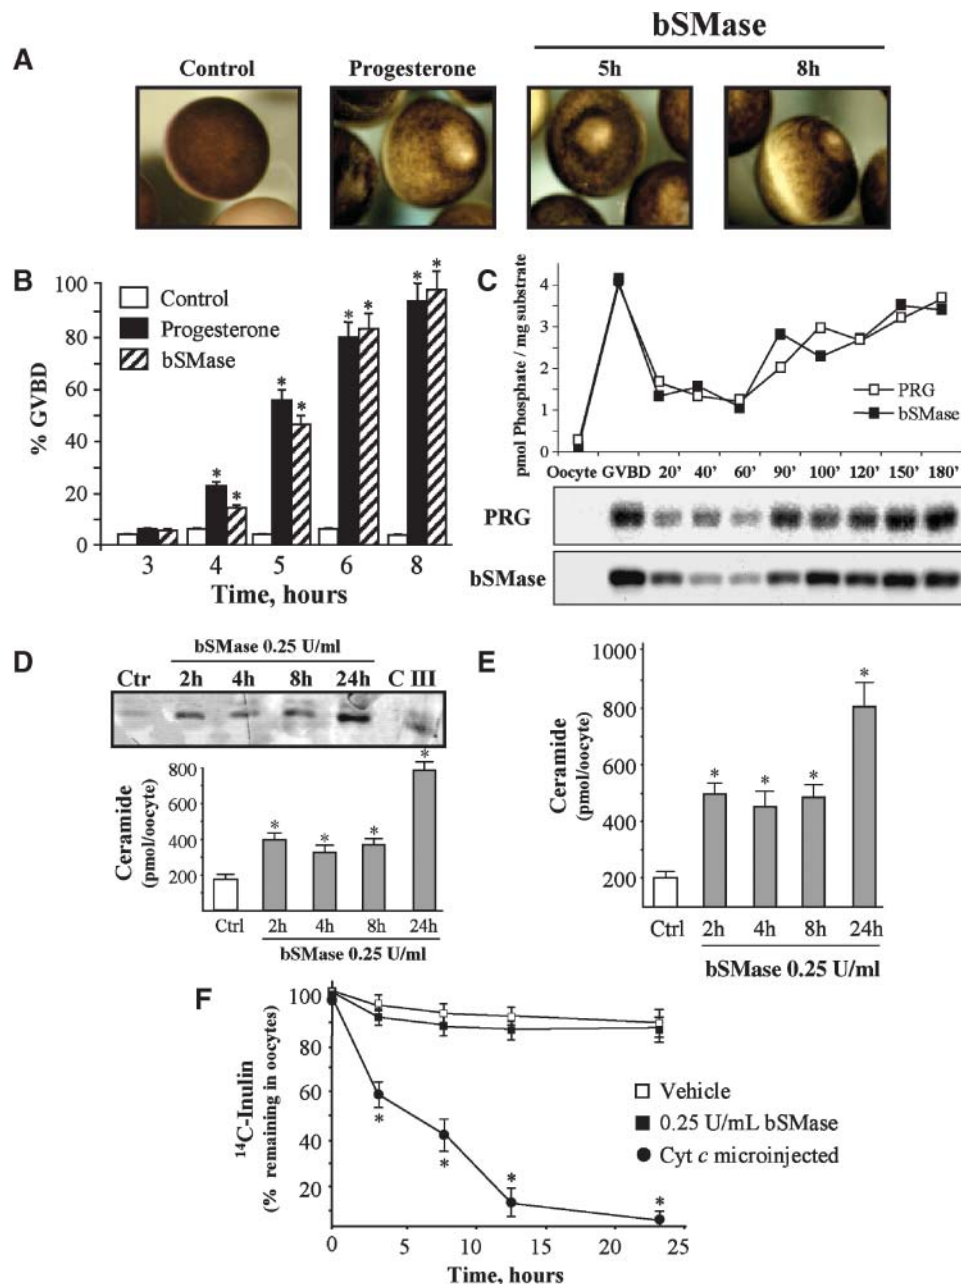 bSMase
A
Control Progesterone 5h 8h
B
% GVBD
100
80
60
40
20
0
Control
Progesterone
bSMase
* * * * * * * *
3 4 5 6 8
Time, hours
C
pmol Phosphate / mg substrate
4
3
2
1
0
PRG
bSMase
Oocyte GVBD 20' 40' 60' 90' 100' 120' 150' 180'
PRG
bSMase
D
bSMase 0.25 U/ml
Ctr 2h 4h 8h 24h C III
Ceramide
(pmol/oocyte)
800
600
400
200
* * * *
Ctrl 2h 4h 8h 24h
bSMase 0.25 U/ml
E
Ceramide
(pmol/oocyte)
1000
800
600
400
200
* * * *
Ctrl 2h 4h 8h 24h
bSMase 0.25 U/ml
F
¹⁴C-Inulin
(% remaining in oocytes)
100
80
60
40
20
* * * *
Vehicle
0.25 U/mL bSMase
Cyt c microinjected
0 5 10 15 20 25
Time, hours